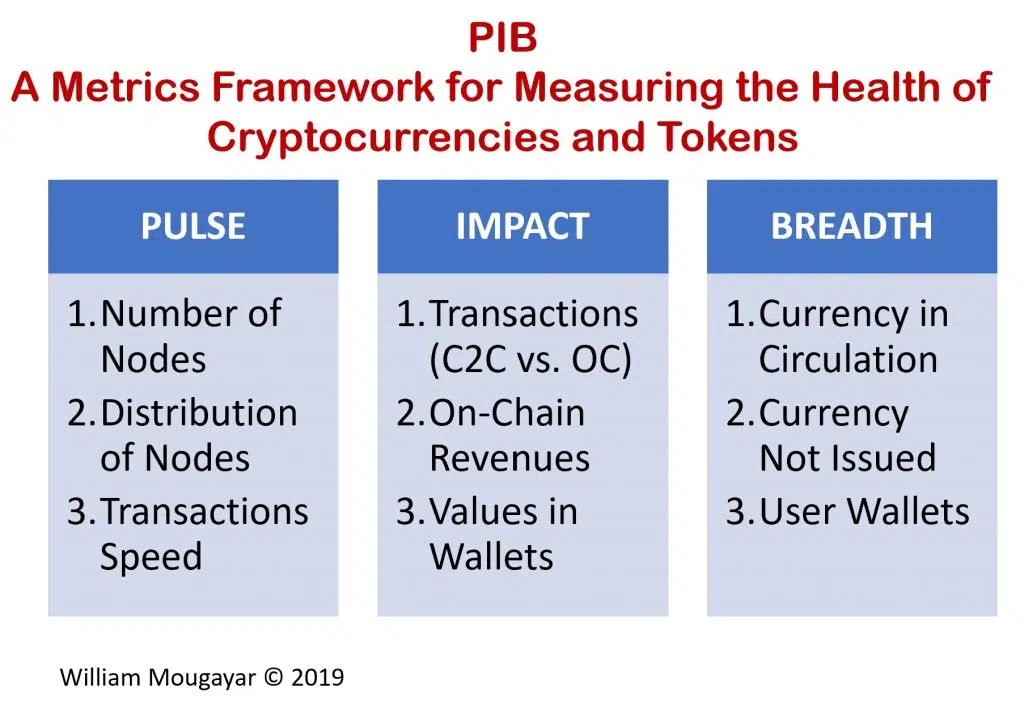 PIB
A Metrics Framework for Measuring the Health of
Cryptocurrencies and Tokens
PULSE
1. Number of
Nodes
2. Distribution
of Nodes
3. Transactions
Speed
IMPACT
1. Transactions
(C2C vs. OC)
2. On-Chain
Revenues
3. Values in
Wallets
BREADTH
1. Currency in
Circulation
2. Currency
Not Issued
3. User Wallets
William Mougayar © 2019